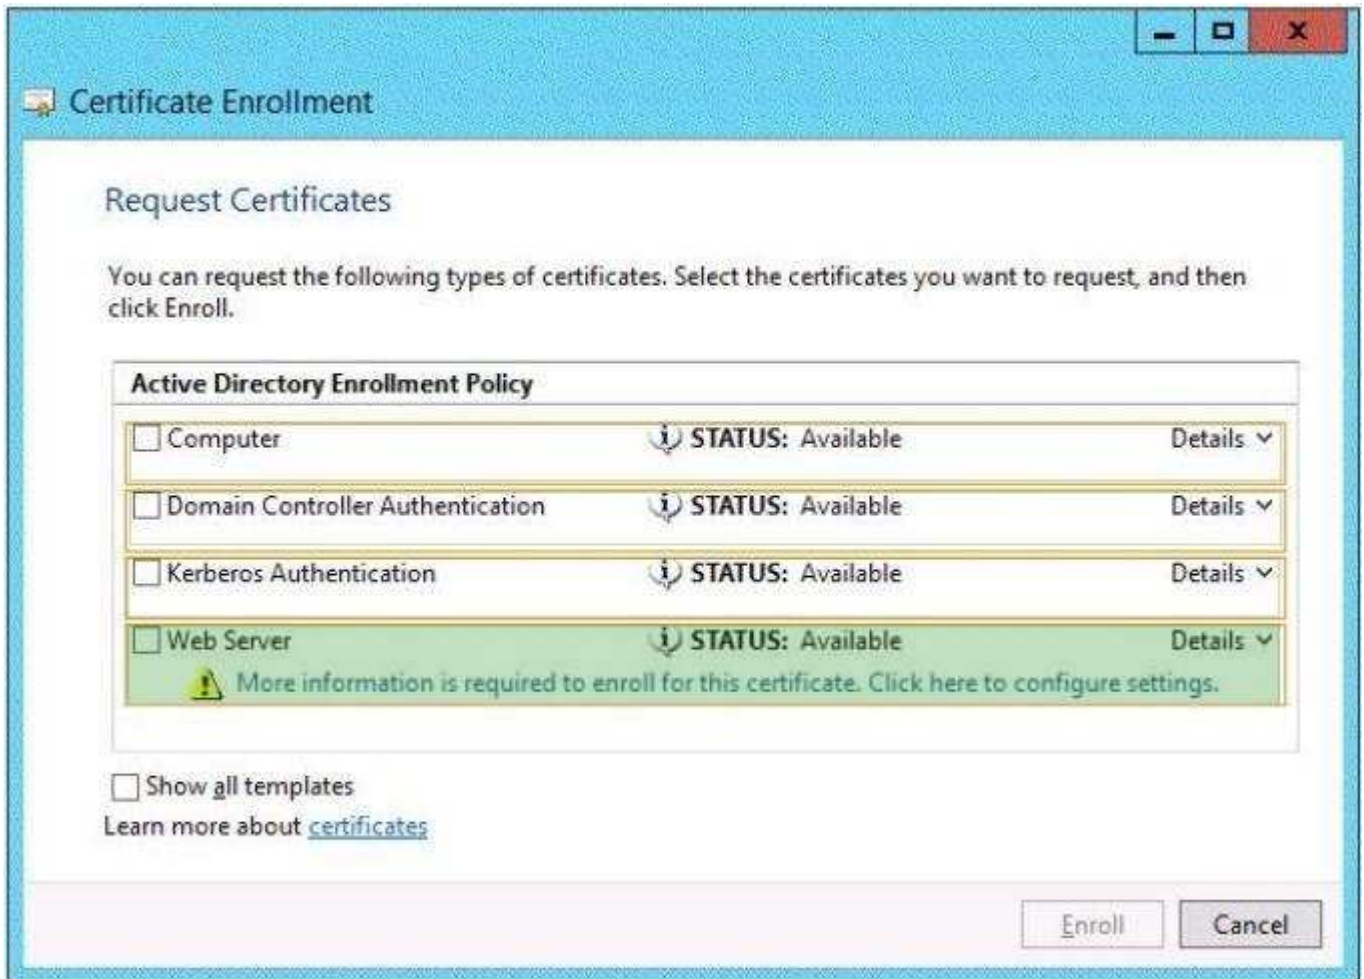 Certificate Enrollment
Request Certificates
You can request the following types of certificates. Select the certificates you want to request, and then
click Enroll.
Active Directory Enrollment Policy
Computer STATUS: Available Details
Domain Controller Authentication STATUS: Available Details
Kerberos Authentication STATUS: Available Details
Web Server STATUS: Available Details
More information is required to enroll for this certificate. Click here to configure settings.
Show all templates
Learn more about certificates
Enroll Cancel